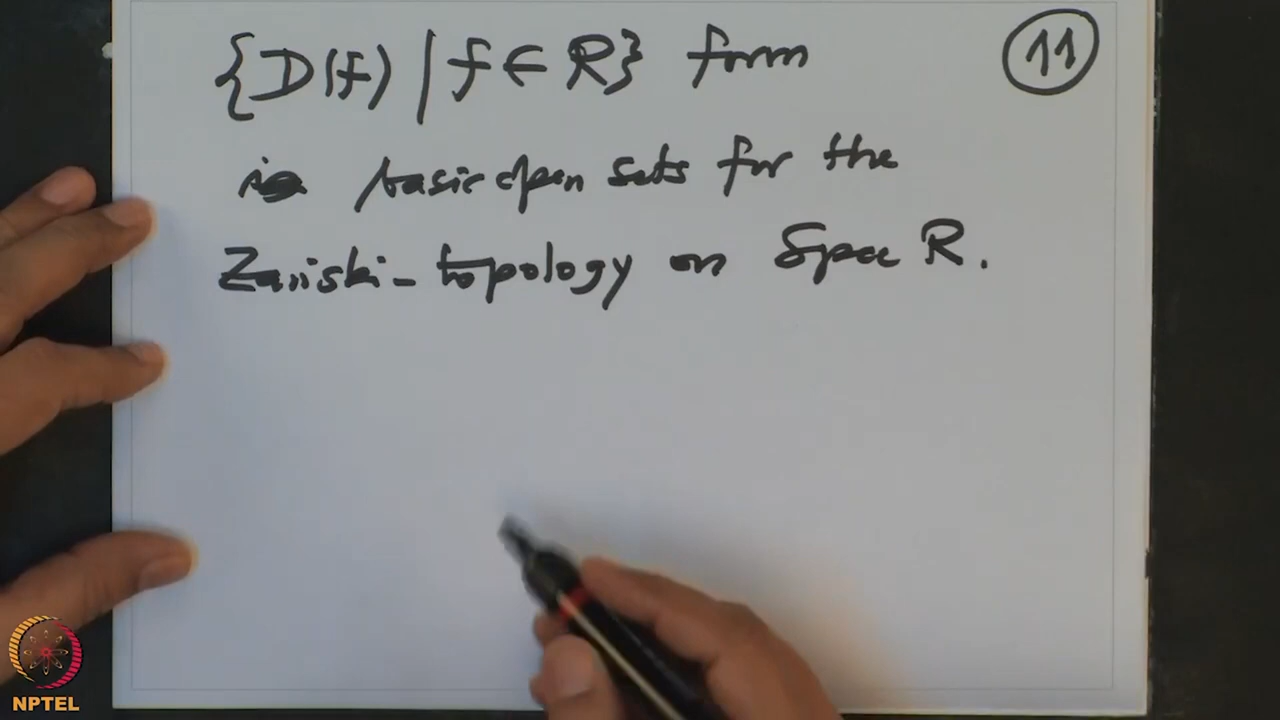 {D(f) | f ∈ R} form
11
basic open sets for the
Zariski-topology on Spec R.
NPTEL